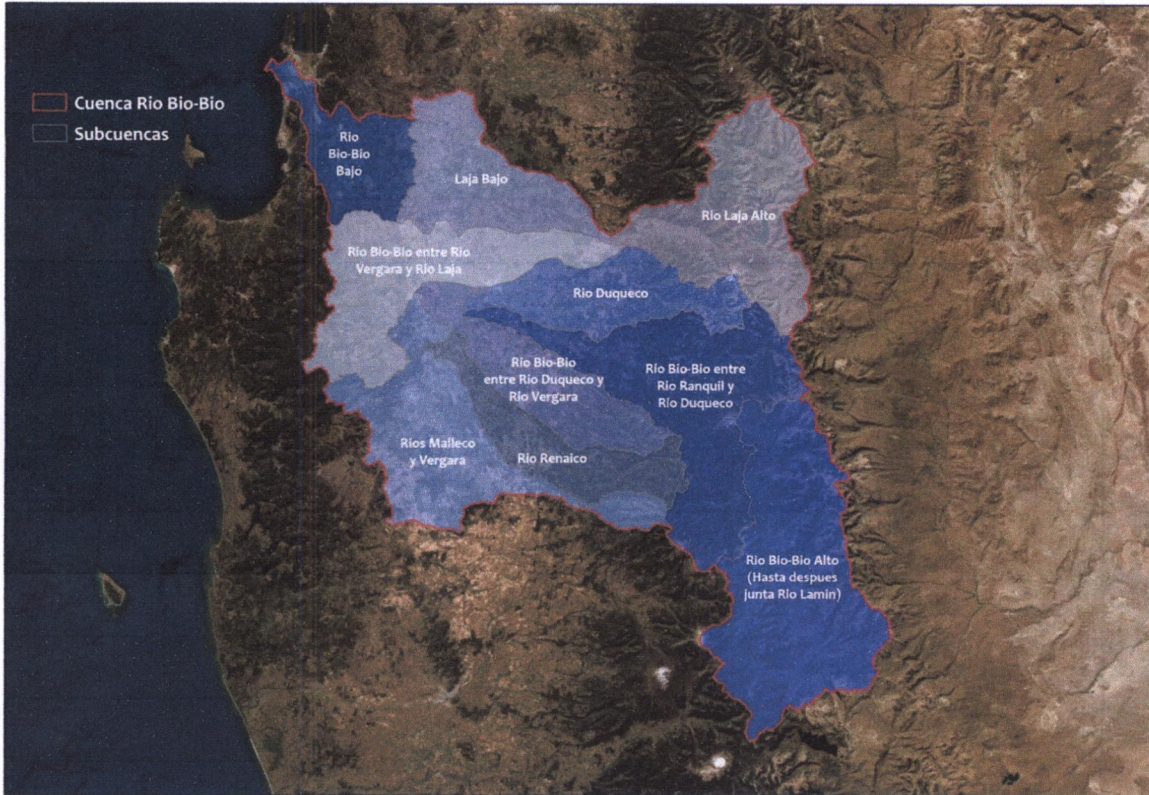 Cuenca Rio Bio-Bio
Subcuencas
Rio
Bio-Bio
Bajo
Laja Bajo
Rio Laja Alto
Rio Bio-Bio entre Rio
Vergara y Rio Laja
Rio Duqueco
Rio Bio-Bio
entre Rio Duqueco y
Rio Vergara
Rio Bio-Bio entre
Rio Ranquil y
Rio Duqueco
Rios Malleco
y Vergara
Rio Renaico
Rio Bio-Bio Alto
(Hasta despues
junta Rio Lamin)